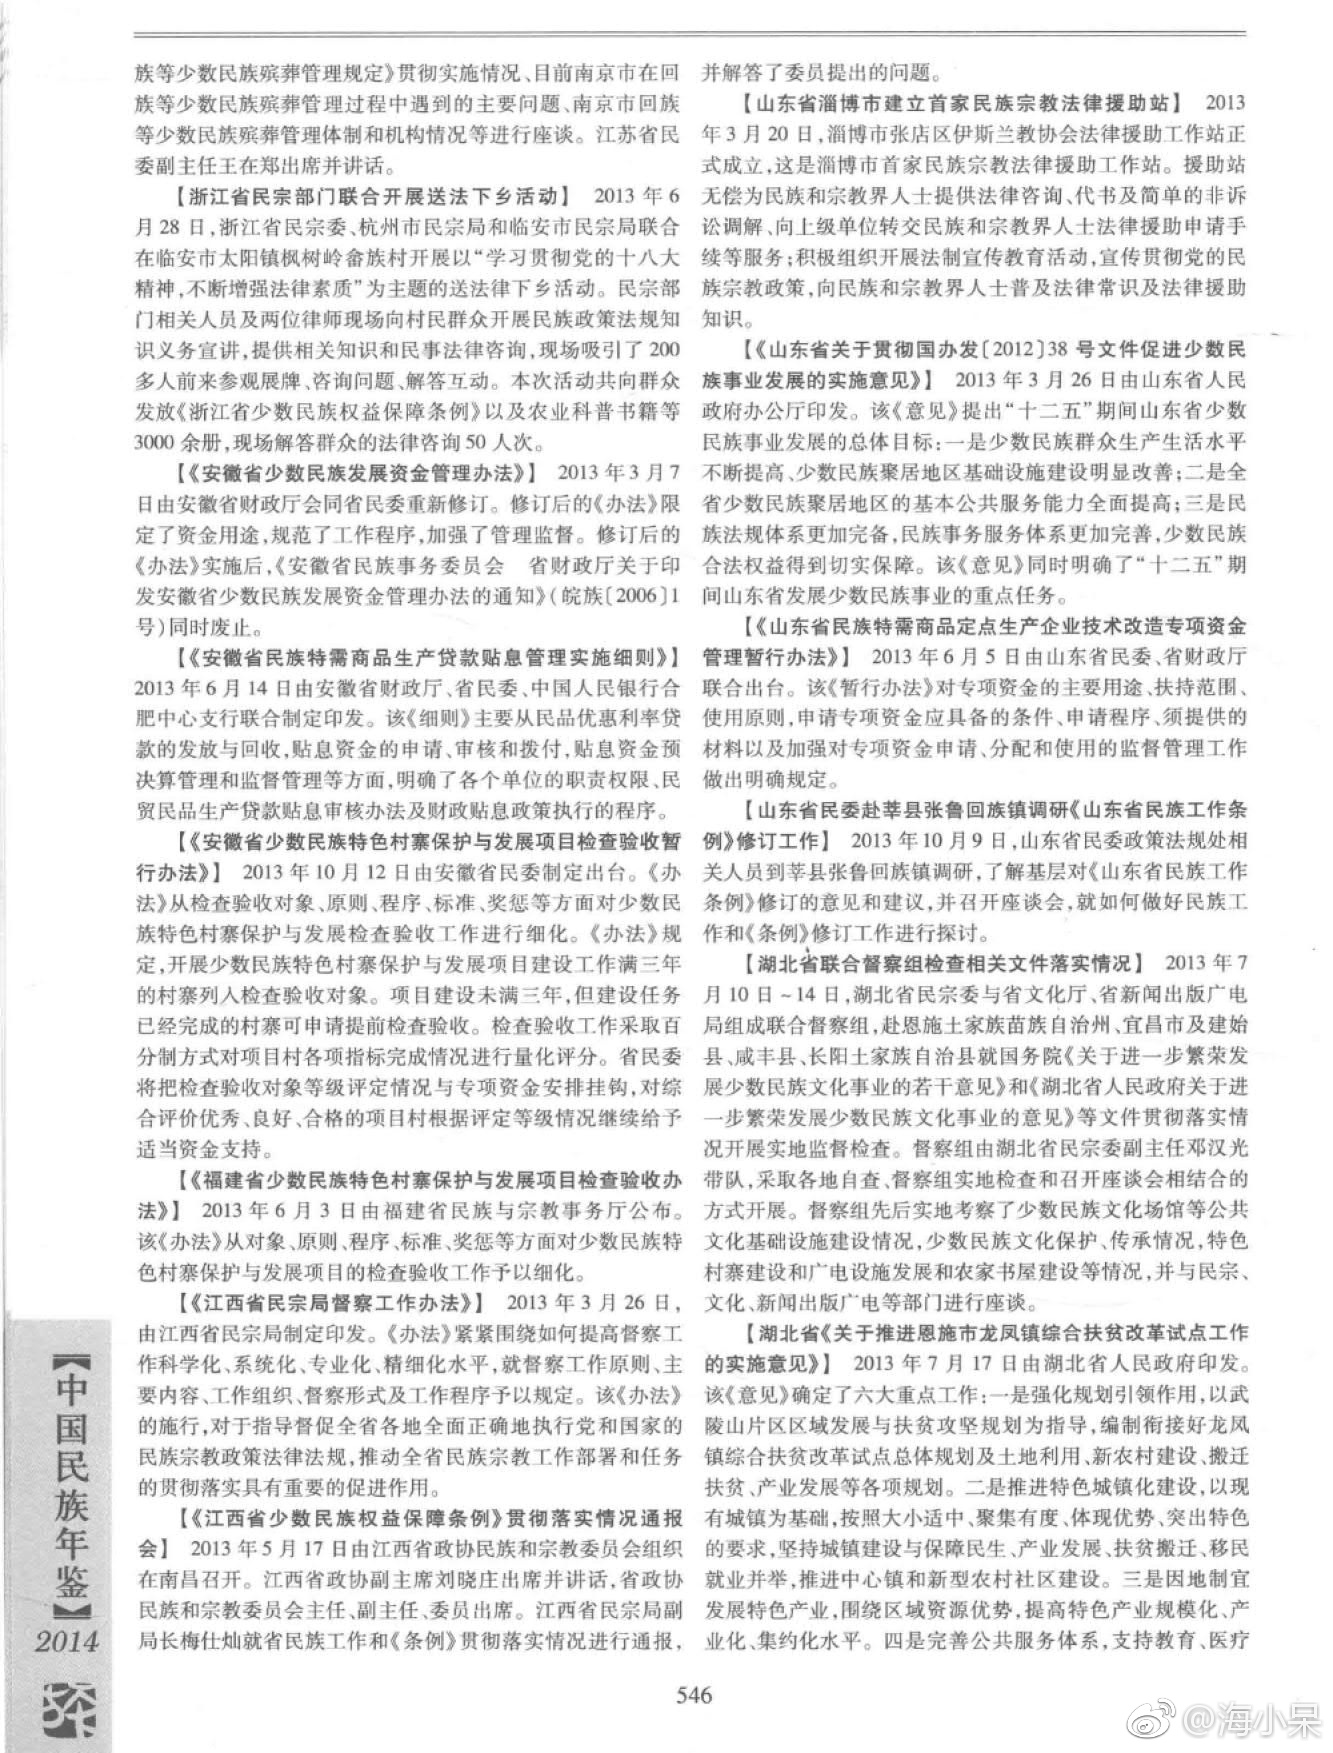 族等少数民族殡葬管理规定》贯彻实施情况、目前南京市在回
族等少数民族殡葬管理过程中遇到的主要问题、南京市回族
等少数民族殡葬管理体制和机构情况等进行座谈。江苏省民
委副主任王在郑出席并讲话。
【浙江省民宗部门联合开展送法下乡活动】 2013 年 6
月 28 日,浙江省民宗委、杭州市民宗局和临安市民宗局联合
在临安市太阳镇枫树岭畲族村开展以“学习贯彻党的十八大
精神,不断增强法律素质”为主题的送法律下乡活动。民宗部
门相关人员及两位律师现场向村民群众开展民族政策法规知
识义务宣讲,提供相关知识和民事法律咨询,现场吸引了 200
多人前来参观展牌、咨询问题、解答互动。本次活动共向群众
发放《浙江省少数民族权益保障条例》以及农业科普书籍等
3000 余册,现场解答群众的法律咨询 50 人次。
【《安徽省少数民族发展资金管理办法》】 2013 年 3 月 7
日由安徽省财政厅会同省民委重新修订。修订后的《办法》限
定了资金用途,规范了工作程序,加强了管理监督。修订后的
《办法》实施后,《安徽省民族事务委员会 省财政厅关于印
发安徽省少数民族发展资金管理办法的通知》(皖族〔2006〕1
号)同时废止。
【《安徽省民族特需商品生产贷款贴息管理实施细则》】
2013 年 6 月 14 日由安徽省财政厅、省民委、中国人民银行合
肥中心支行联合制定印发。该《细则》主要从民品优惠利率贷
款的发放与回收,贴息资金的申请、审核和拨付,贴息资金预
决算管理和监督管理等方面,明确了各个单位的职责权限、民
贸民品生产贷款贴息审核办法及财政贴息政策执行的程序。
【《安徽省少数民族特色村寨保护与发展项目检查验收暂
行办法》】 2013 年 10 月 12 日由安徽省民委制定出台。《办
法》从检查验收对象、原则、程序、标准、奖惩等方面对少数民
族特色村寨保护与发展检查验收工作进行细化。《办法》规
定,开展少数民族特色村寨保护与发展项目建设工作满三年
的村寨列入检查验收对象。项目建设未满三年,但建设任务
已经完成的村寨可申请提前检查验收。检查验收工作采取百
分制方式对项目村各项指标完成情况进行量化评分。省民委
将把检查验收对象等级评定情况与专项资金安排挂钩,对综
合评价优秀、良好、合格的项目村根据评定等级情况继续给予
适当资金支持。
【《福建省少数民族特色村寨保护与发展项目检查验收办
法》】 2013 年 6 月 3 日由福建省民族与宗教事务厅公布。
该《办法》从对象、原则、程序、标准、奖惩等方面对少数民族特
色村寨保护与发展项目的检查验收工作予以细化。
【《江西省民宗局督察工作办法》】 2013 年 3 月 26 日,
由江西省民宗局制定印发。《办法》紧紧围绕如何提高督察工
作科学化、系统化、专业化、精细化水平,就督察工作原则、主
要内容、工作组织、督察形式及工作程序予以规定。该《办法》
的施行,对于指导督促全省各地全面正确地执行党和国家的
民族宗教政策法律法规,推动全省民族宗教工作部署和任务
的贯彻落实具有重要的促进作用。
【《江西省少数民族权益保障条例》贯彻落实情况通报
会】 2013 年 5 月 17 日由江西省政协民族和宗教委员会组织
在南昌召开。江西省政协副主席刘晓庄出席并讲话,省政协
民族和宗教委员会主任、副主任、委员出席。江西省民宗局副
局长梅仕灿就省民族工作和《条例》贯彻落实情况进行通报,
并解答了委员提出的问题。
【山东省淄博市建立首家民族宗教法律援助站】 2013
年 3 月 20 日,淄博市张店区伊斯兰教协会法律援助工作站正
式成立,这是淄博市首家民族宗教法律援助工作站。援助站
无偿为民族和宗教界人士提供法律咨询、代书及简单的非诉
讼调解、向上级单位转交民族和宗教界人士法律援助申请手
续等服务;积极组织开展法制宣传教育活动,宣传贯彻党的民
族宗教政策,向民族和宗教界人士普及法律常识及法律援助
知识。
【《山东省关于贯彻国办发〔2012〕38 号文件促进少数民
族事业发展的实施意见》】 2013 年 3 月 26 日由山东省人民
政府办公厅印发。该《意见》提出“十二五”期间山东省少数
民族事业发展的总体目标:一是少数民族群众生产生活水平
不断提高、少数民族聚居地区基础设施建设明显改善;二是全
省少数民族聚居地区的基本公共服务能力全面提高;三是民
族法规体系更加完备,民族事务服务体系更加完善,少数民族
合法权益得到切实保障。该《意见》同时明确了“十二五”期
间山东省发展少数民族事业的重点任务。
【《山东省民族特需商品定点生产企业技术改造专项资金
管理暂行办法》】 2013 年 6 月 5 日由山东省民委、省财政厅
联合出台。该《暂行办法》对专项资金的主要用途、扶持范围、
使用原则,申请专项资金应具备的条件、申请程序、须提供的
材料以及加强对专项资金申请、分配和使用的监督管理工作
做出明确规定。
【山东省民委赴莘县张鲁回族镇调研《山东省民族工作条
例》修订工作】 2013 年 10 月 9 日,山东省民委政策法规处相
关人员到莘县张鲁回族镇调研,了解基层对《山东省民族工作
条例》修订的意见和建议,并召开座谈会,就如何做好民族工
作和《条例》修订工作进行探讨。
【湖北省联合督察组检查相关文件落实情况】 2013 年 7
月 10 日～14 日,湖北省民宗委与省文化厅、省新闻出版广电
局组成联合督察组,赴恩施土家族苗族自治州、宜昌市及建始
县、咸丰县、长阳土家族自治县就国务院《关于进一步繁荣发
展少数民族文化事业的若干意见》和《湖北省人民政府关于进
一步繁荣发展少数民族文化事业的意见》等文件贯彻落实情
况开展实地监督检查。督察组由湖北省民宗委副主任邓汉光
带队,采取各地自查、督察组实地检查和召开座谈会相结合的
方式开展。督察组先后实地考察了少数民族文化场馆等公共
文化基础设施建设情况,少数民族文化保护、传承情况,特色
村寨建设和广电设施发展和农家书屋建设等情况,并与民宗、
文化、新闻出版广电等部门进行座谈。
【湖北省《关于推进恩施市龙凤镇综合扶贫改革试点工作
的实施意见》】 2013 年 7 月 17 日由湖北省人民政府印发。
该《意见》确定了六大重点工作:一是强化规划引领作用,以武
陵山片区区域发展与扶贫攻坚规划为指导,编制衔接好龙凤
镇综合扶贫改革试点总体规划及土地利用、新农村建设、搬迁
扶贫、产业发展等各项规划。二是推进特色城镇化建设,以现
有城镇为基础,按照大小适中、聚集有度、体现优势、突出特色
的要求,坚持城镇建设与保障民生、产业发展、扶贫搬迁、移民
就业并举,推进中心镇和新型农村社区建设。三是因地制宜
发展特色产业,围绕区域资源优势,提高特色产业规模化、产
业化、集约化水平。四是完善公共服务体系,支持教育、医疗
【中国民族年鉴】
2014
546
@海小呆